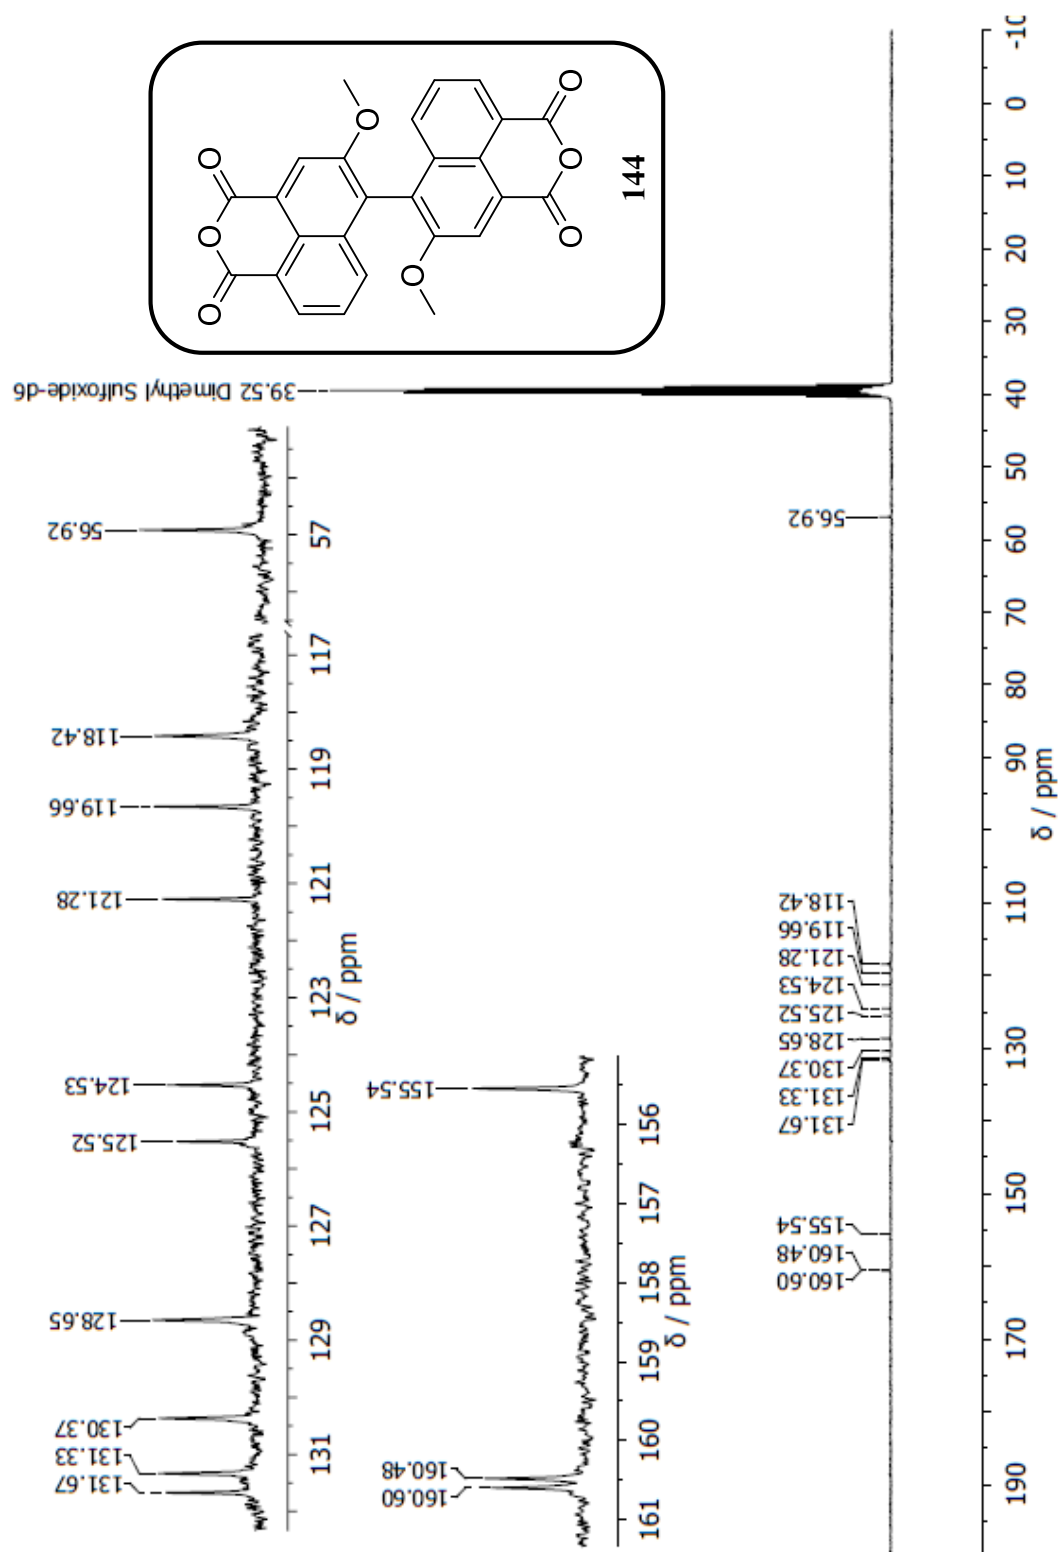 131.67
131.33
130.37
128.65
125.52
124.53
121.28
119.66
118.42
56.92
39.52 Dimethyl Sulfoxide-d6
131 129 127 125 123 121 119 117 57
δ / ppm
O O O
O
O
O O O
144
160.60
160.48
155.54
161 160 159 158 157 156
δ / ppm
160.60
160.48
155.54
131.67
131.33
130.37
128.65
125.52
124.53
121.28
119.66
118.42
56.92
190 170 150 130 110 90 80 70 60 50 40 30 20 10 0 -10
δ / ppm